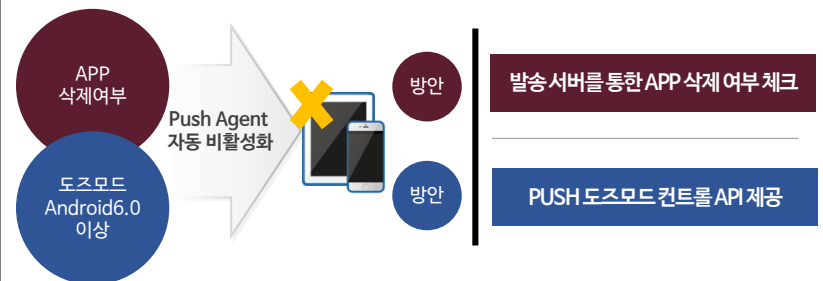 APP
삭제여부
도즈모드
Android6.0
이상
Push Agent
자동 비활성화
방안
발송 서버를 통한 APP 삭제 여부 체크
방안
PUSH 도즈모드 컨트롤 API 제공